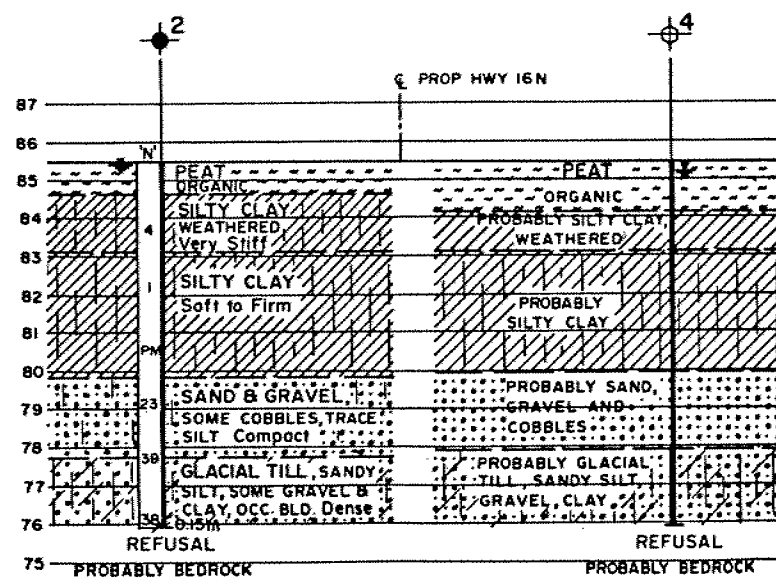 2
4
℄ PROP HWY 16N
87
86
'N'
85
84
83
82
81
80
79
78
77
76
75
4
1
PM
23
39
38
0.15m
PEAT
ORGANIC
SILTY CLAY
WEATHERED,
Very Stiff
SILTY CLAY
Soft to Firm
SAND & GRAVEL,
SOME COBBLES, TRACE
SILT Compact
GLACIAL TILL, SANDY
SILT, SOME GRAVEL &
CLAY, OCC. BLD. Dense
REFUSAL
PROBABLY BEDROCK
PEAT
ORGANIC
PROBABLY SILTY CLAY,
WEATHERED
PROBABLY
SILTY CLAY
PROBABLY SAND,
GRAVEL AND
COBBLES
PROBABLY GLACIAL
TILL, SANDY SILT,
GRAVEL, CLAY
REFUSAL
PROBABLY BEDROCK